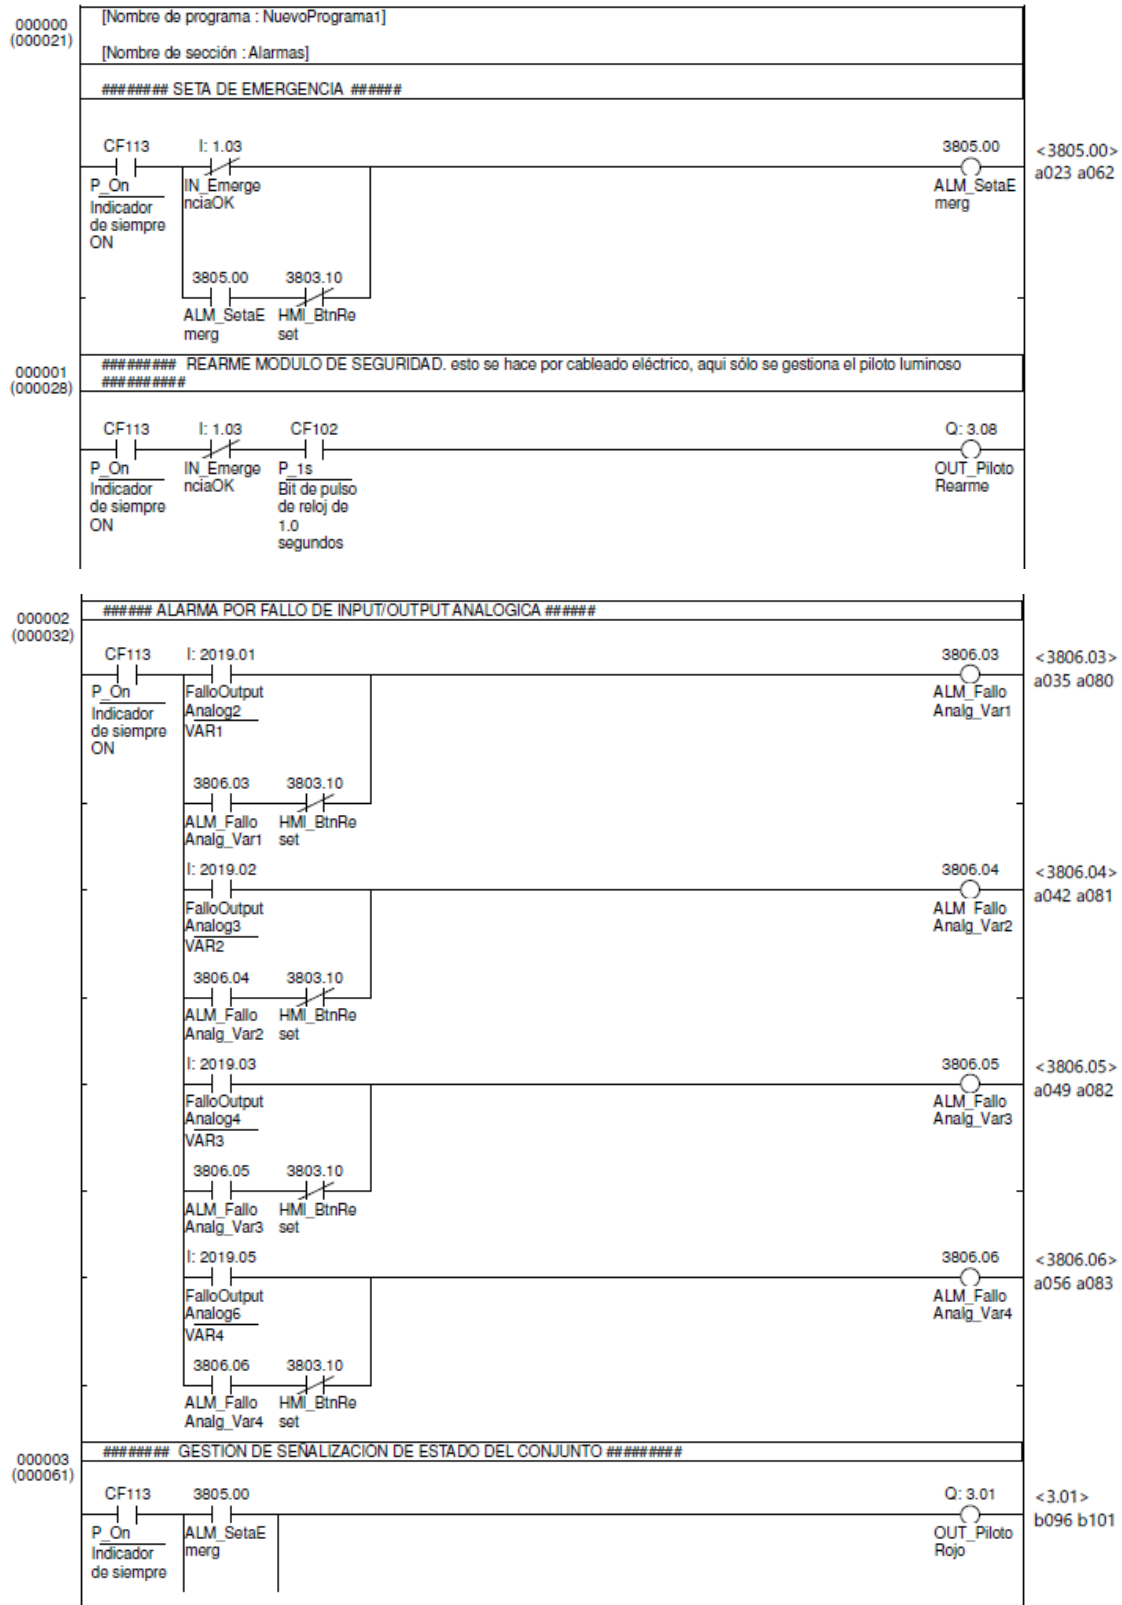 000000
(000021)
[Nombre de programa : NuevoPrograma1]
[Nombre de sección : Alarmas]
######## SETA DE EMERGENCIA ######
CF113
I: 1.03
3805.00
<3805.00>
a023 a062
P_On
IN_Emerge
nciaOK
ALM_SetaE
merg
Indicador
de siempre
ON
3805.00
3803.10
ALM_SetaE
merg
HMI_BtnRe
set
000001
(000028)
######### REARME MODULO DE SEGURIDAD. esto se hace por cableado eléctrico, aqui sólo se gestiona el piloto luminoso
##########
CF113
I: 1.03
CF102
Q: 3.08
P_On
IN_Emerge
nciaOK
P_1s
OUT_Piloto
Rearme
Indicador
de siempre
ON
Bit de pulso
de reloj de
1.0
segundos
000002
(000032)
###### ALARMA POR FALLO DE INPUT/OUTPUT ANALOGICA ######
CF113
I: 2019.01
3806.03
<3806.03>
a035 a080
P_On
FalloOutput
Analog2
VAR1
ALM_Fallo
Analg_Var1
Indicador
de siempre
ON
3806.03
3803.10
ALM_Fallo
Analg_Var1
HMI_BtnRe
set
I: 2019.02
3806.04
<3806.04>
a042 a081
FalloOutput
Analog3
VAR2
ALM_Fallo
Analg_Var2
3806.04
3803.10
ALM_Fallo
Analg_Var2
HMI_BtnRe
set
I: 2019.03
3806.05
<3806.05>
a049 a082
FalloOutput
Analog4
VAR3
ALM_Fallo
Analg_Var3
3806.05
3803.10
ALM_Fallo
Analg_Var3
HMI_BtnRe
set
I: 2019.05
3806.06
<3806.06>
a056 a083
FalloOutput
Analog6
VAR4
ALM_Fallo
Analg_Var4
3806.06
3803.10
ALM_Fallo
Analg_Var4
HMI_BtnRe
set
000003
(000061)
######## GESTIÓN DE SEÑALIZACIÓN DE ESTADO DEL CONJUNTO #########
CF113
3805.00
Q: 3.01
<3.01>
b096 b101
P_On
ALM_SetaE
merg
OUT_Piloto
Rojo
Indicador
de siempre